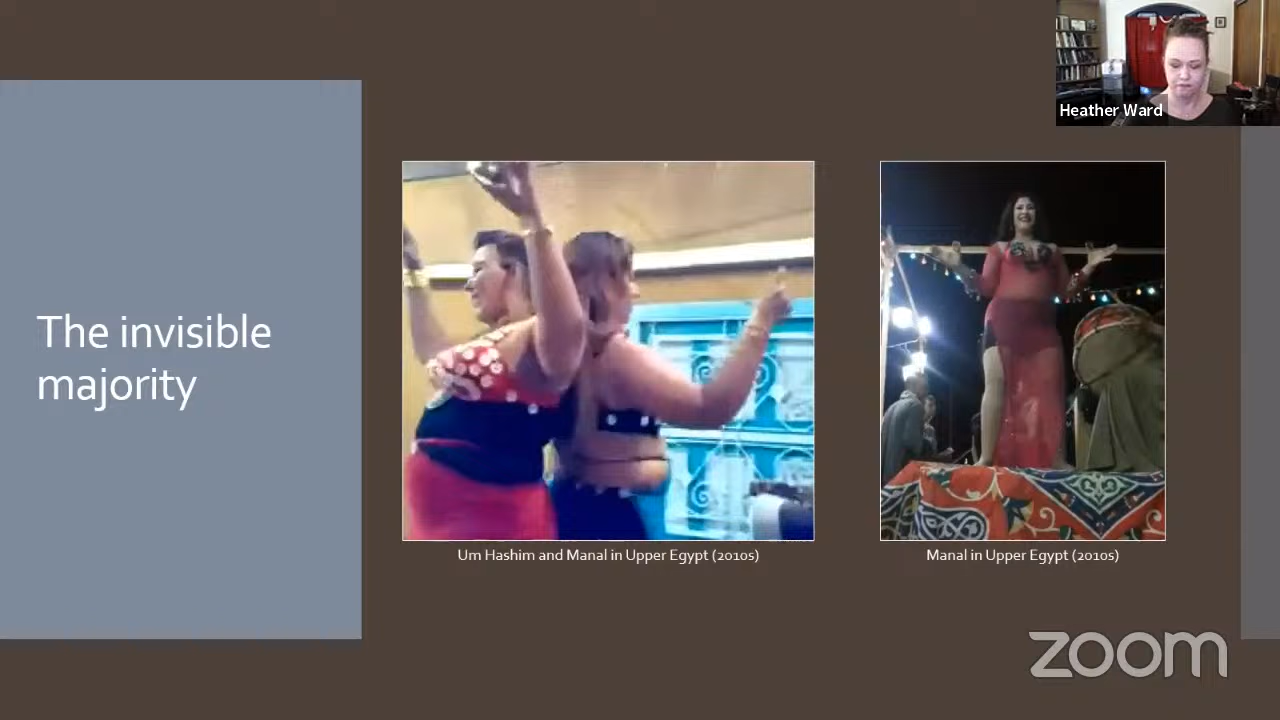 Heather Ward
The invisible
majority
Um Hashim and Manal in Upper Egypt (2010s)
Manal in Upper Egypt (2010s)
zoom